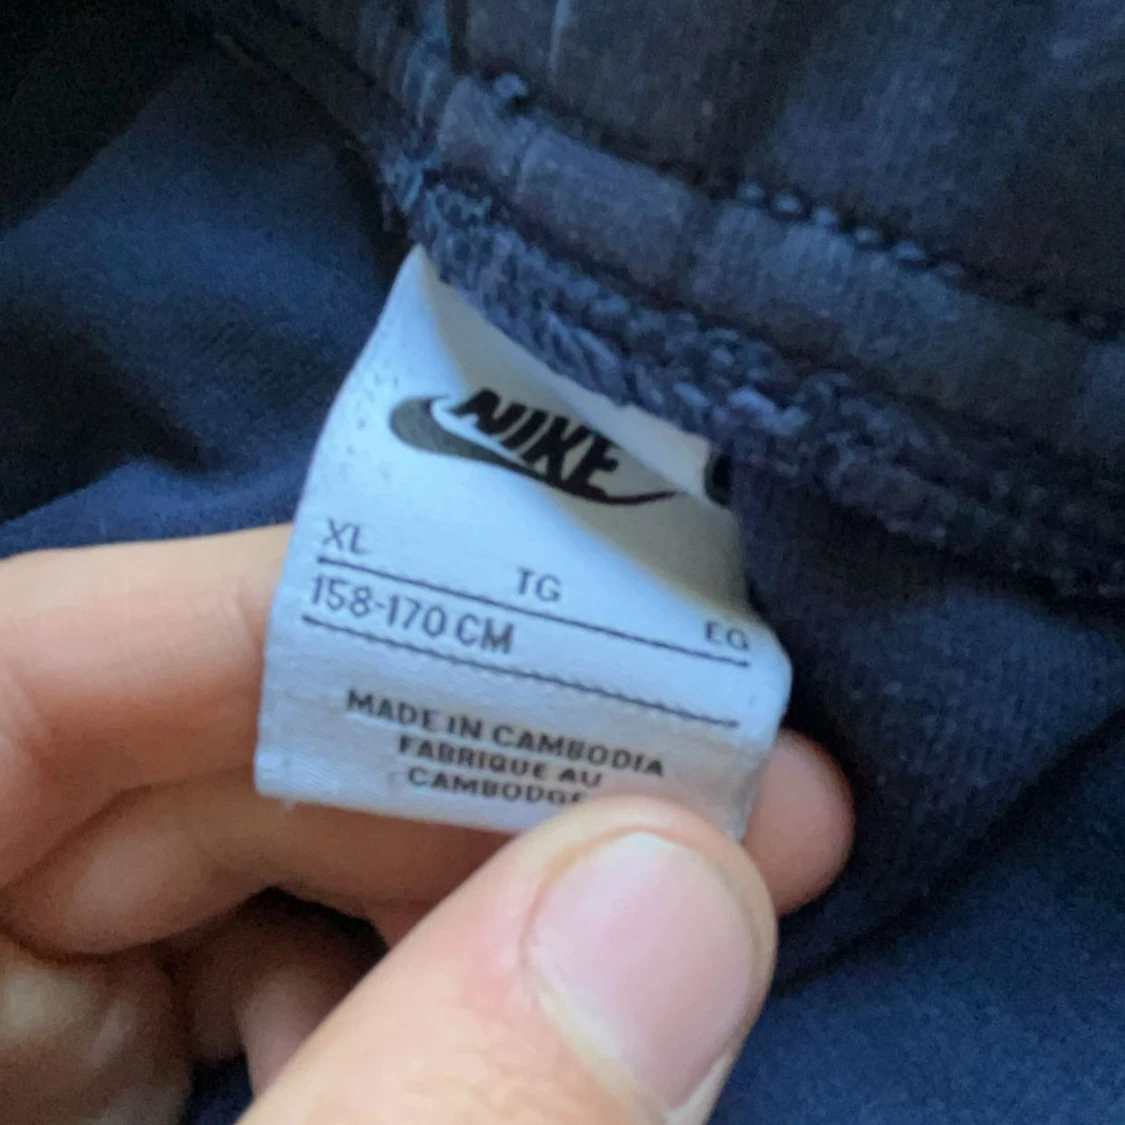 NIKE
XL TG EG
158-170 CM
MADE IN CAMBODIA
FABRIQUE AU
CAMBODGE